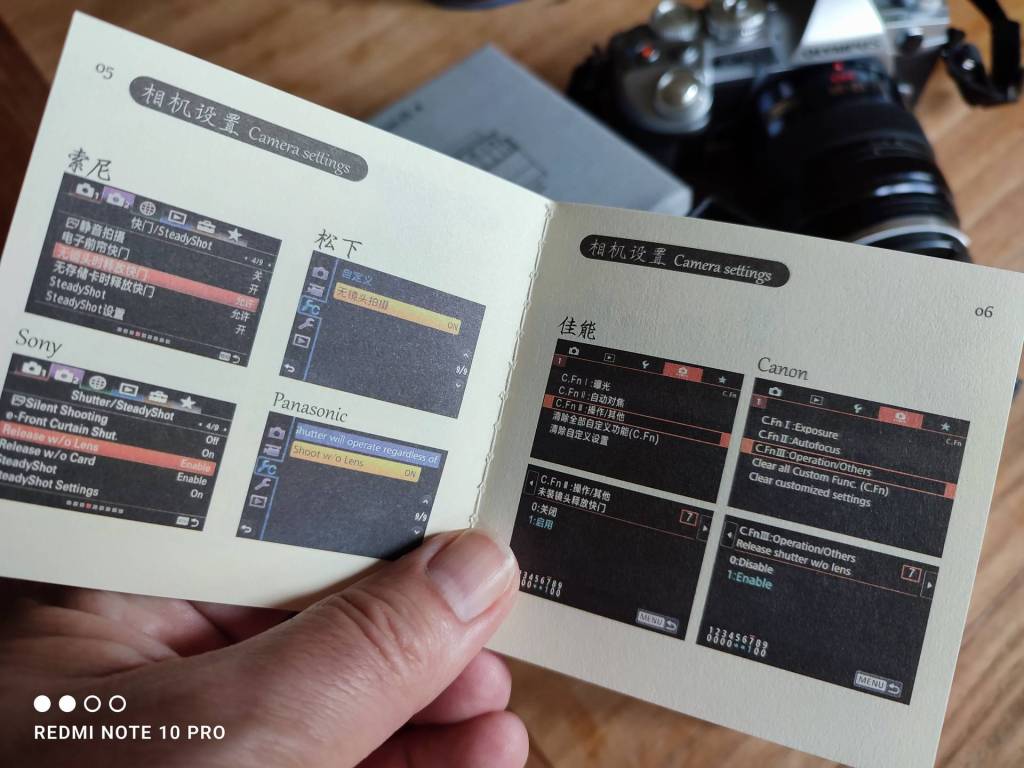 05
相机设置 Camera settings
索尼
快门/SteadyShot
4/9
静音拍摄 关
电子前帘快门 开
无镜头时释放快门 允许
无存储卡时释放快门 允许
SteadyShot 开
SteadyShot设置
Sony
Shutter/SteadyShot
4/9
Silent Shooting Off
e-Front Curtain Shut. On
Release w/o Lens Enable
Release w/o Card Enable
SteadyShot On
SteadyShot Settings
松下
自定义
无镜头拍摄
ON
9/9
Panasonic
Shutter will operate regardless of
Shoot w/o Lens
ON
9/9
相机设置 Camera settings
06
佳能
1
C.Fn
C.Fn I :曝光
C.Fn II :自动对焦
C.Fn III :操作/其他
清除全部自定义功能(C.Fn)
清除自定义设置
C.Fn III :操作/其他
未装镜头释放快门
7
0:关闭
1:启用
MENU
Canon
1
C.Fn
C.Fn I :Exposure
C.Fn II :Autofocus
C.Fn III :Operation/Others
Clear all Custom Func. (C.Fn)
Clear customized settings
C.Fn III :Operation/Others
Release shutter w/o lens
7
0:Disable
1:Enable
123456789
MENU
OLYMPUS
REDMI NOTE 10 PRO